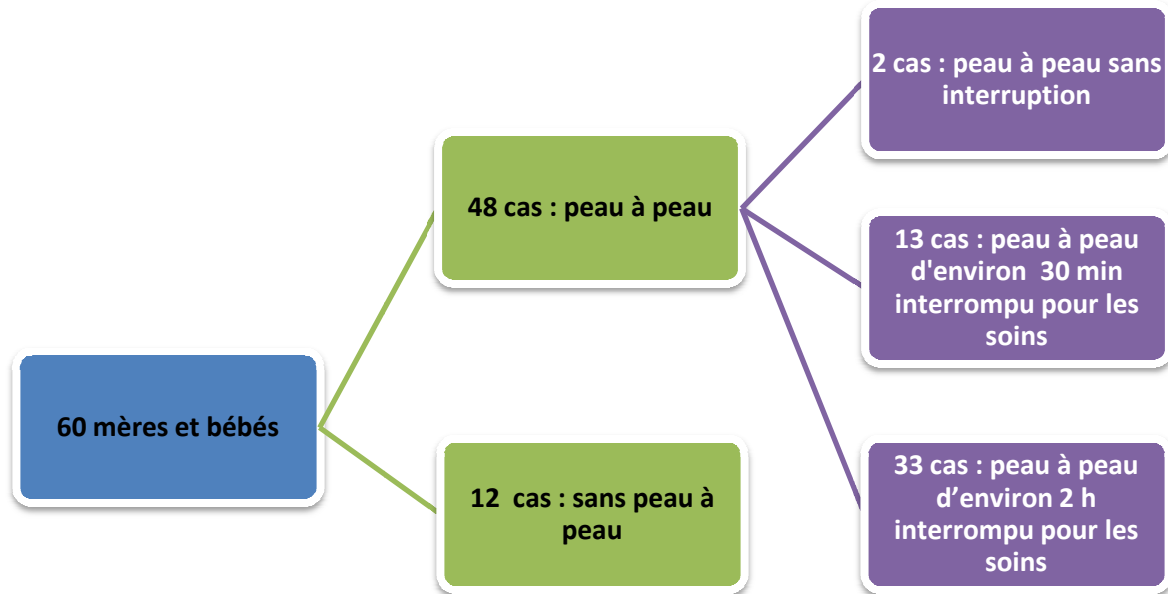 60 mères et bébés
48 cas : peau à peau
12  cas : sans peau à
peau
2 cas : peau à peau sans
interruption
13 cas : peau à peau
d'environ  30 min
interrompu pour les
soins
33 cas : peau à peau
d’environ 2 h
interrompu pour les
soins